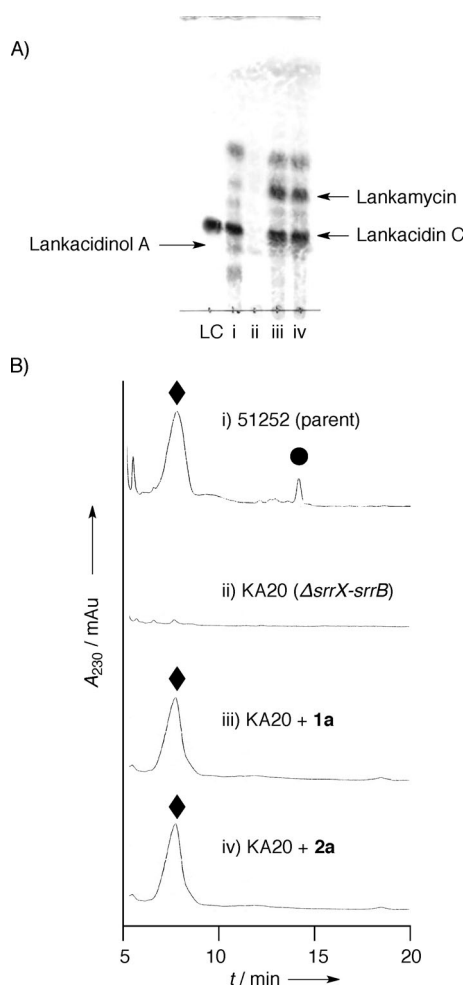 A)
Lankamycin
Lankacidin C
Lankacidinol A
LC i ii iii iv
B)
i) 51252 (parent)
ii) KA20 (ΔsrrX-srrB)
iii) KA20 + 1a
iv) KA20 + 2a
A230 / mAu
5 10 15 20
t / min